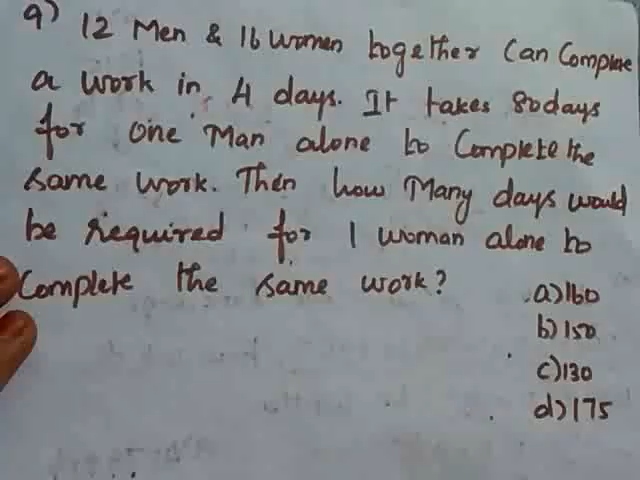 9) 12 Men & 16 women together can Complete
a work in 4 days. It takes 80days
for one Man alone to Complete the
same work. Then how Many days would
be required for 1 woman alone to
Complete the same work?
a) 160
b) 150
c) 130
d) 175